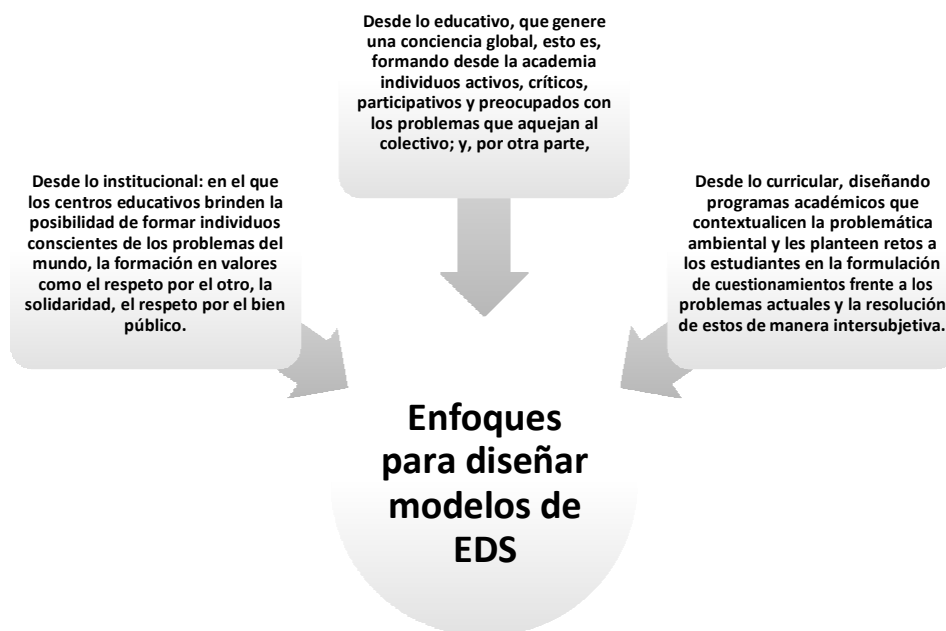 Desde lo educativo, que genere
una conciencia global, esto es,
formando desde la academia
individuos activos, críticos,
participativos y preocupados con
los problemas que aquejan al
colectivo; y, por otra parte,
Desde lo institucional: en el que
los centros educativos brinden la
posibilidad de formar individuos
conscientes de los problemas del
mundo, la formación en valores
como el respeto por el otro, la
solidaridad, el respeto por el bien
público.
Desde lo curricular, diseñando
programas académicos que
contextualicen la problemática
ambiental y les planteen retos a
los estudiantes en la formulación
de cuestionamientos frente a los
problemas actuales y la resolución
de estos de manera intersubjetiva.
Enfoques
para diseñar
modelos de
EDS